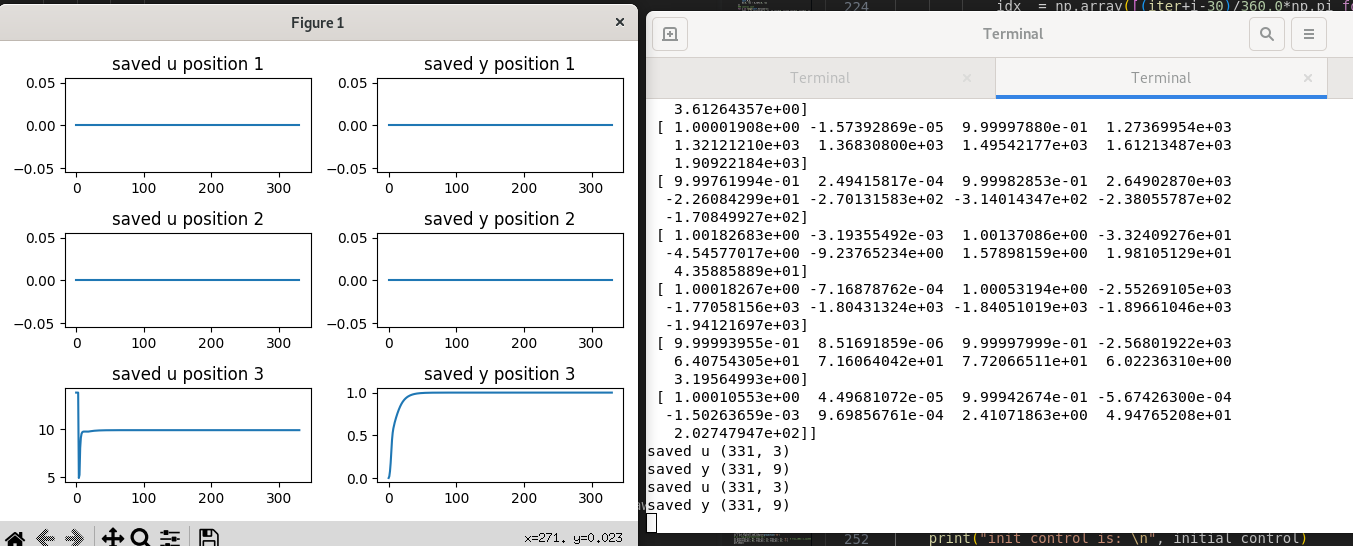 Figure 1
×
saved u position 1
0.05
0.00
−0.05
0 100 200 300
saved y position 1
0.05
0.00
−0.05
0 100 200 300
saved u position 2
0.05
0.00
−0.05
0 100 200 300
saved y position 2
0.05
0.00
−0.05
0 100 200 300
saved u position 3
10
5
0 100 200 300
saved y position 3
1.0
0.5
0.0
0 100 200 300
x=271. y=0.023
224 idx = np.array([(iter+i-30)/360.0*np.pi
Terminal
Terminal × Terminal ×
3.61264357e+00]
[ 1.00001908e+00 -1.57392869e-05 9.99997880e-01 1.27369954e+03
1.32121210e+03 1.36830800e+03 1.49542177e+03 1.61213487e+03
1.90922184e+03]
[ 9.99761994e-01 2.49415817e-04 9.99982853e-01 2.64902870e+03
-2.26084299e+01 -2.70131583e+02 -3.14014347e+02 -2.38055787e+02
-1.70849927e+02]
[ 1.00182683e+00 -3.19355492e-03 1.00137086e+00 -3.32409276e+01
-4.54577017e+00 -9.23765234e+00 1.57898159e+00 1.98105129e+01
4.35885889e+01]
[ 1.00018267e+00 -7.16878762e-04 1.00053194e+00 -2.55269105e+03
-1.77058156e+03 -1.80431324e+03 -1.84051019e+03 -1.89661046e+03
-1.94121697e+03]
[ 9.99993955e-01 8.51691859e-06 9.99997999e-01 -2.56801922e+03
6.40754305e+01 7.16064042e+01 7.72066511e+01 6.02236310e+00
3.19564993e+00]
[ 1.00010553e+00 4.49681072e-05 9.99942674e-01 -5.67426300e-04
-1.50263659e-03 9.69856761e-04 2.41071863e+00 4.94765208e+01
2.02747947e+02]]
saved u (331, 3)
saved y (331, 9)
saved u (331, 3)
saved y (331, 9)
252 print("init control is: \n", initial_control)